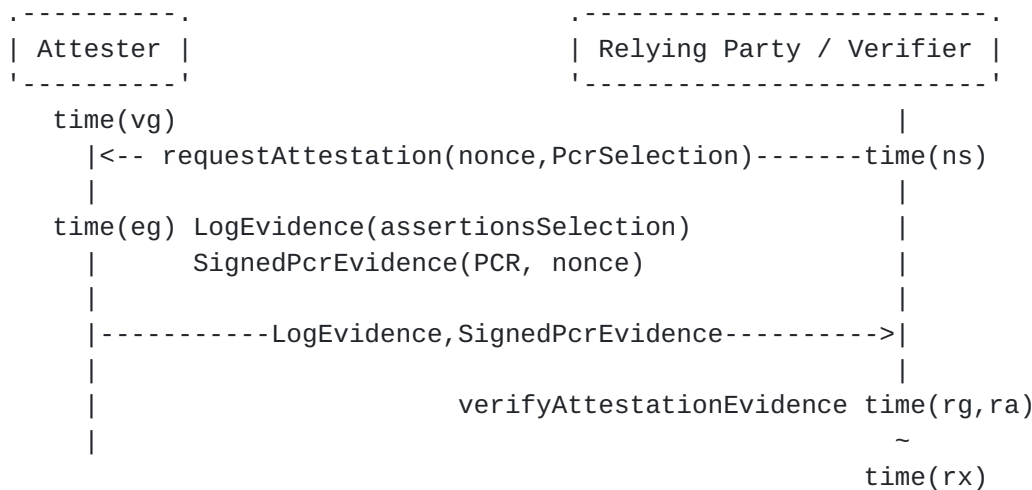 .----------.                        .--------------------------.
| Attester |                        | Relying Party / Verifier |
'----------'                        '--------------------------'
   time(vg)                                                 |
     |<-- requestAttestation(nonce,PcrSelection)-------time(ns)
     |                                                  |
   time(eg) LogEvidence(assertionsSelection)            |
     |      SignedPcrEvidence(PCR, nonce)               |
     |                                                  |
     |-----------LogEvidence,SignedPcrEvidence---------->|
     |                                                  |
     |                      verifyAttestationEvidence time(rg,ra)
     |                                                  ~
                                                      time(rx)